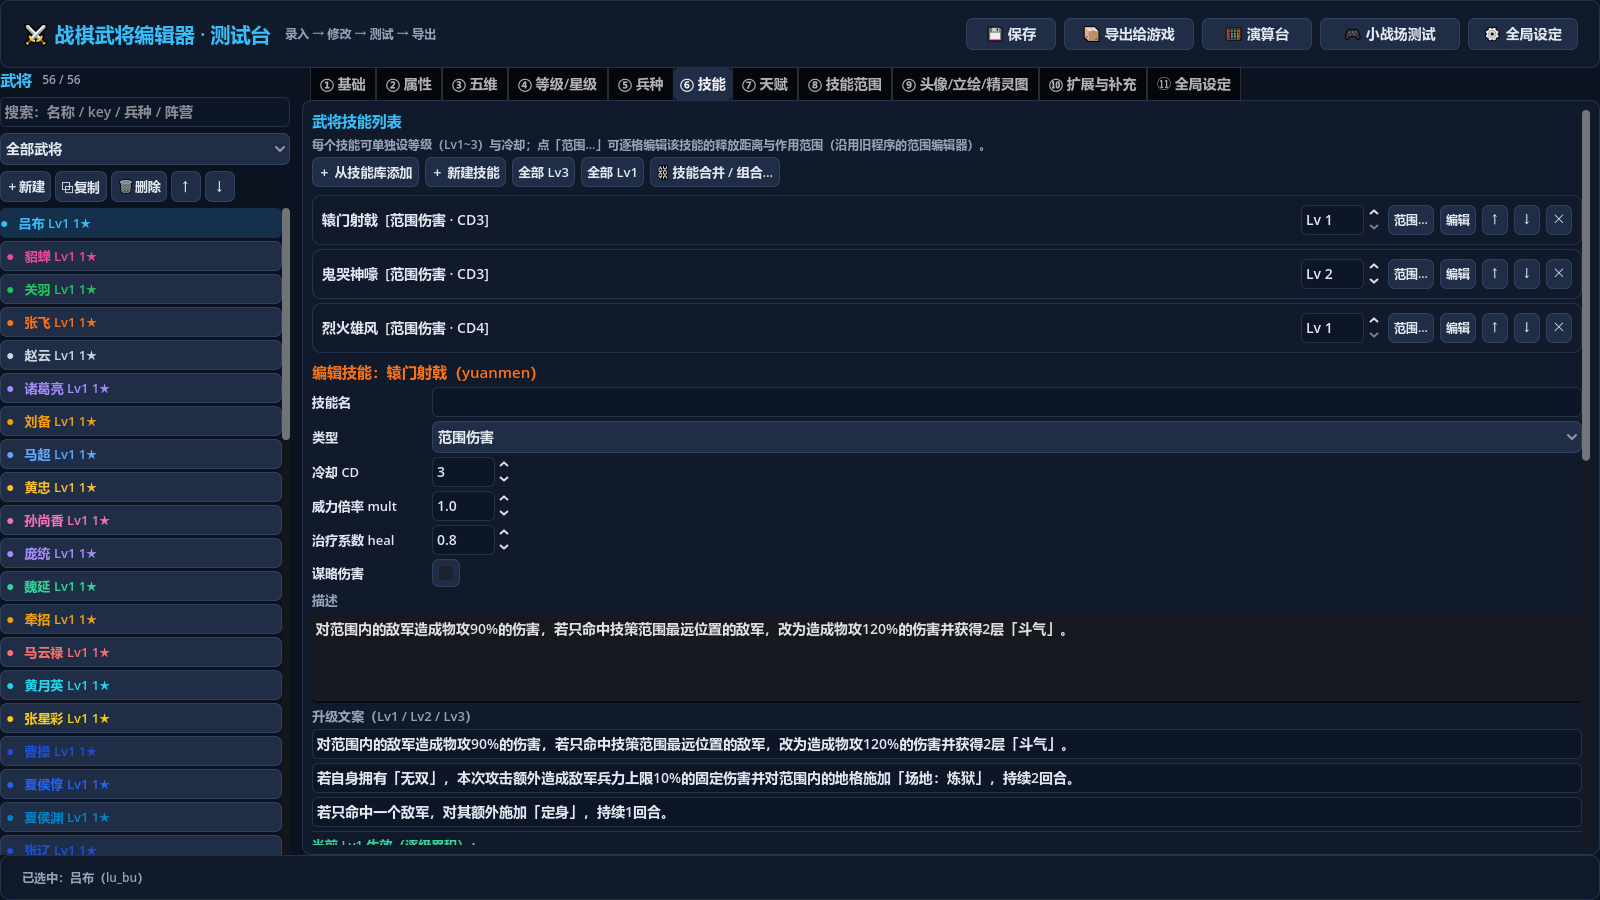 战棋武将编辑器 · 测试台
录入 → 修改 → 测试 → 导出
保存
导出给游戏
演算台
小战场测试
全局设定
武将 56 / 56
搜索：名称 / key / 兵种 / 阵营
全部武将
+新建 复制 删除 ↑ ↓
吕布 Lv1 1★
貂蝉 Lv1 1★
关羽 Lv1 1★
张飞 Lv1 1★
赵云 Lv1 1★
诸葛亮 Lv1 1★
刘备 Lv1 1★
马超 Lv1 1★
黄忠 Lv1 1★
孙尚香 Lv1 1★
庞统 Lv1 1★
魏延 Lv1 1★
牵招 Lv1 1★
马云禄 Lv1 1★
黄月英 Lv1 1★
张星彩 Lv1 1★
曹操 Lv1 1★
夏侯惇 Lv1 1★
夏侯渊 Lv1 1★
张辽 Lv1 1★
① 基础 ② 属性 ③ 五维 ④ 等级/星级 ⑤ 兵种 ⑥ 技能 ⑦ 天赋 ⑧ 技能范围 ⑨ 头像/立绘/精灵图 ⑩ 扩展与补充 ⑪ 全局设定
武将技能列表
每个技能可单独设等级（Lv1~3）与冷却；点「范围…」可逐格编辑该技能的释放距离与作用范围（沿用旧程序的范围编辑器）。
+ 从技能库添加 + 新建技能 全部 Lv3 全部 Lv1 技能合并 / 组合…
辕门射戟 [范围伤害 · CD3] Lv 1 范围… 编辑 ↑ ↓ ×
鬼哭神嚎 [范围伤害 · CD3] Lv 2 范围… 编辑 ↑ ↓ ×
烈火雄风 [范围伤害 · CD4] Lv 1 范围… 编辑 ↑ ↓ ×
编辑技能：辕门射戟（yuanmen）
技能名
类型 范围伤害
冷却 CD 3
威力倍率 mult 1.0
治疗系数 heal 0.8
谋略伤害
描述
对范围内的敌军造成物攻90%的伤害，若只命中技策范围最远位置的敌军，改为造成物攻120%的伤害并获得2层「斗气」。
升级文案（Lv1 / Lv2 / Lv3）
对范围内的敌军造成物攻90%的伤害，若只命中技策范围最远位置的敌军，改为造成物攻120%的伤害并获得2层「斗气」。
若自身拥有「无双」，本次攻击额外造成敌军兵力上限10%的固定伤害并对范围内的地格施加「场地：炼狱」，持续2回合。
若只命中一个敌军，对其额外施加「定身」，持续1回合。
当前 Lv1 生效（逐级累积）：
已选中：吕布（lu_bu）